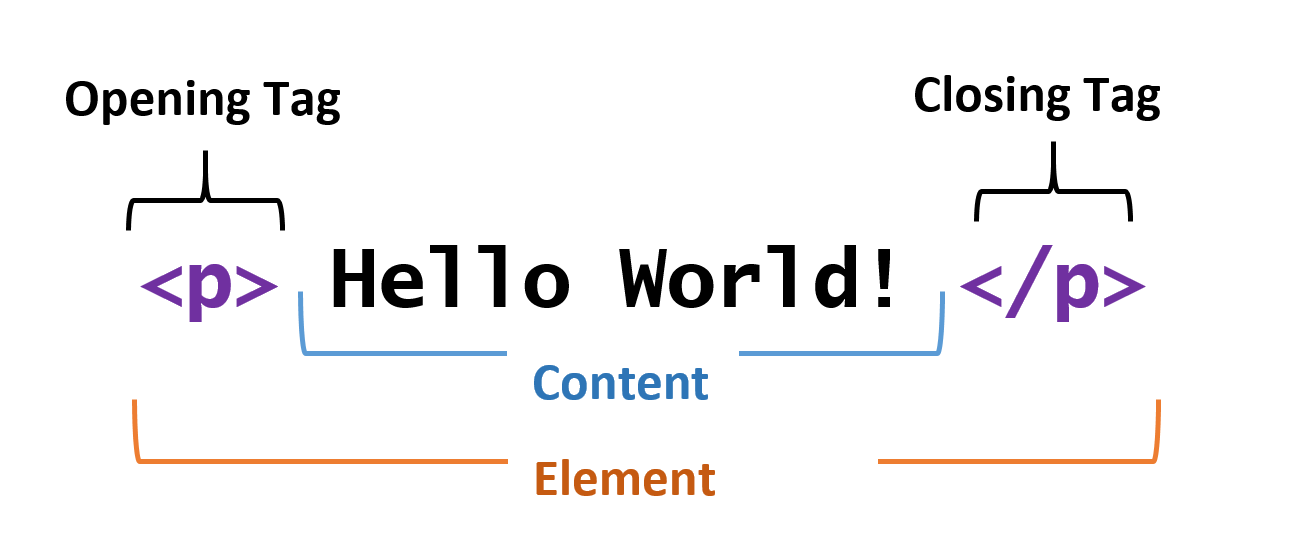 Opening Tag
Closing Tag
<p> Hello World! </p>
Content
Element